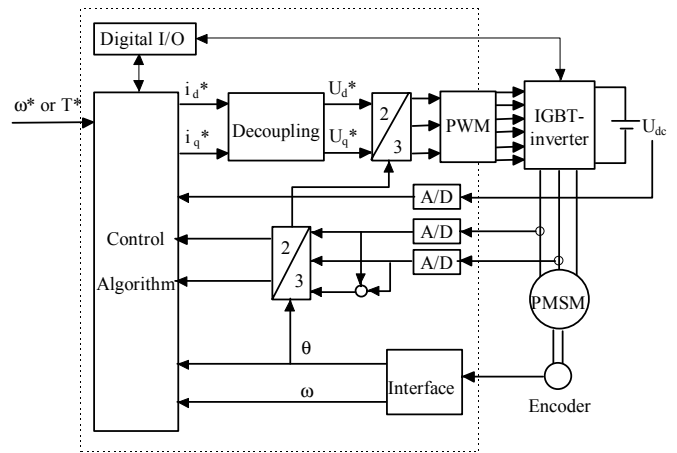 Digital I/O
ω* or T*
i_d*
i_q*
Decoupling
U_d*
U_q*
2
3
PWM
IGBT-
inverter
U_dc
A/D
A/D
A/D
Control
Algorithm
2
3
PMSM
θ
ω
Interface
Encoder